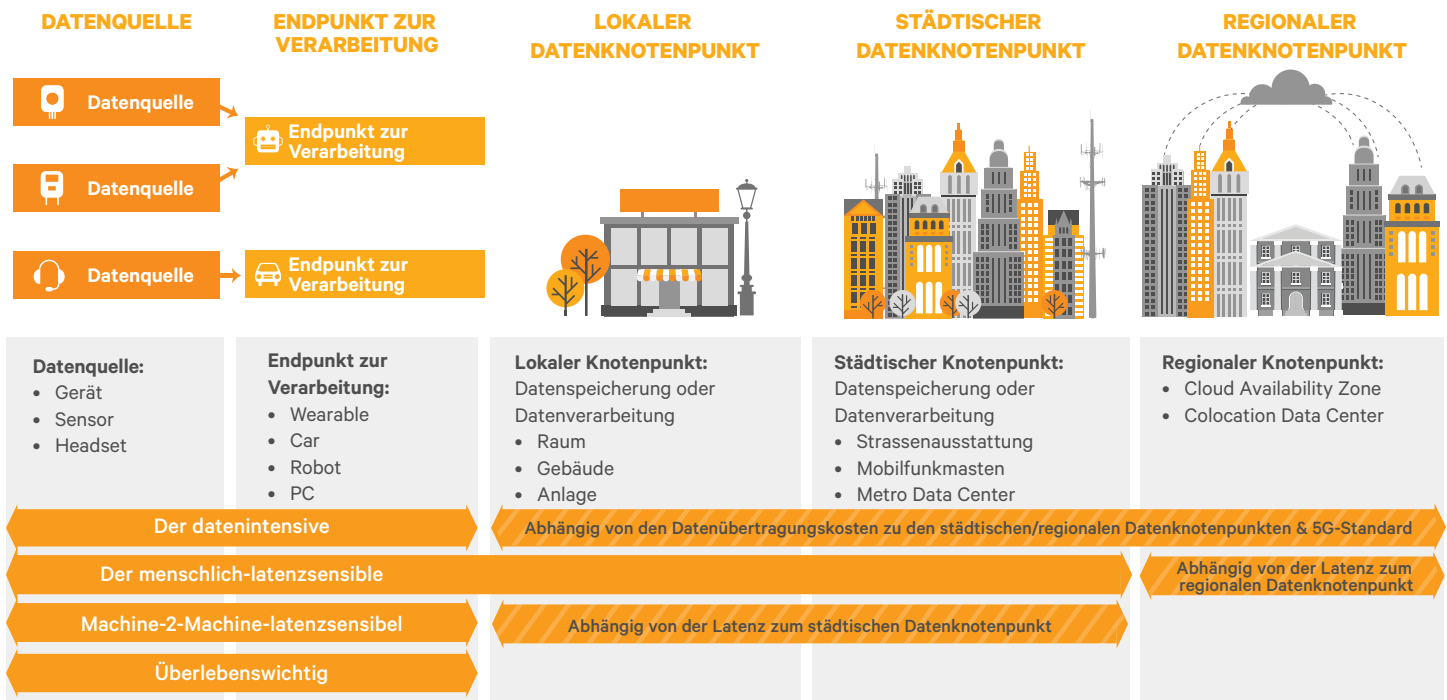 DATENQUELLE
ENDPUNKT ZUR
VERARBEITUNG
LOKALER
DATENKNOTENPUNKT
STÄDTISCHER
DATENKNOTENPUNKT
REGIONALER
DATENKNOTENPUNKT
Datenquelle
Datenquelle
Datenquelle
Endpunkt zur
Verarbeitung
Endpunkt zur
Verarbeitung
Datenquelle:
• Gerät
• Sensor
• Headset
Endpunkt zur
Verarbeitung:
• Wearable
• Car
• Robot
• PC
Lokaler Knotenpunkt:
Datenspeicherung oder
Datenverarbeitung
• Raum
• Gebäude
• Anlage
Städtischer Knotenpunkt:
Datenspeicherung oder
Datenverarbeitung
• Strassenausstattung
• Mobilfunkmasten
• Metro Data Center
Regionaler Knotenpunkt:
• Cloud Availability Zone
• Colocation Data Center
Der datenintensive
Abhängig von den Datenübertragungskosten zu den städtischen/regionalen Datenknotenpunkten & 5G-Standard
Der menschlich-latenzsensible
Abhängig von der Latenz zum
regionalen Datenknotenpunkt
Machine-2-Machine-latenzsensibel
Abhängig von der Latenz zum städtischen Datenknotenpunkt
Überlebenswichtig